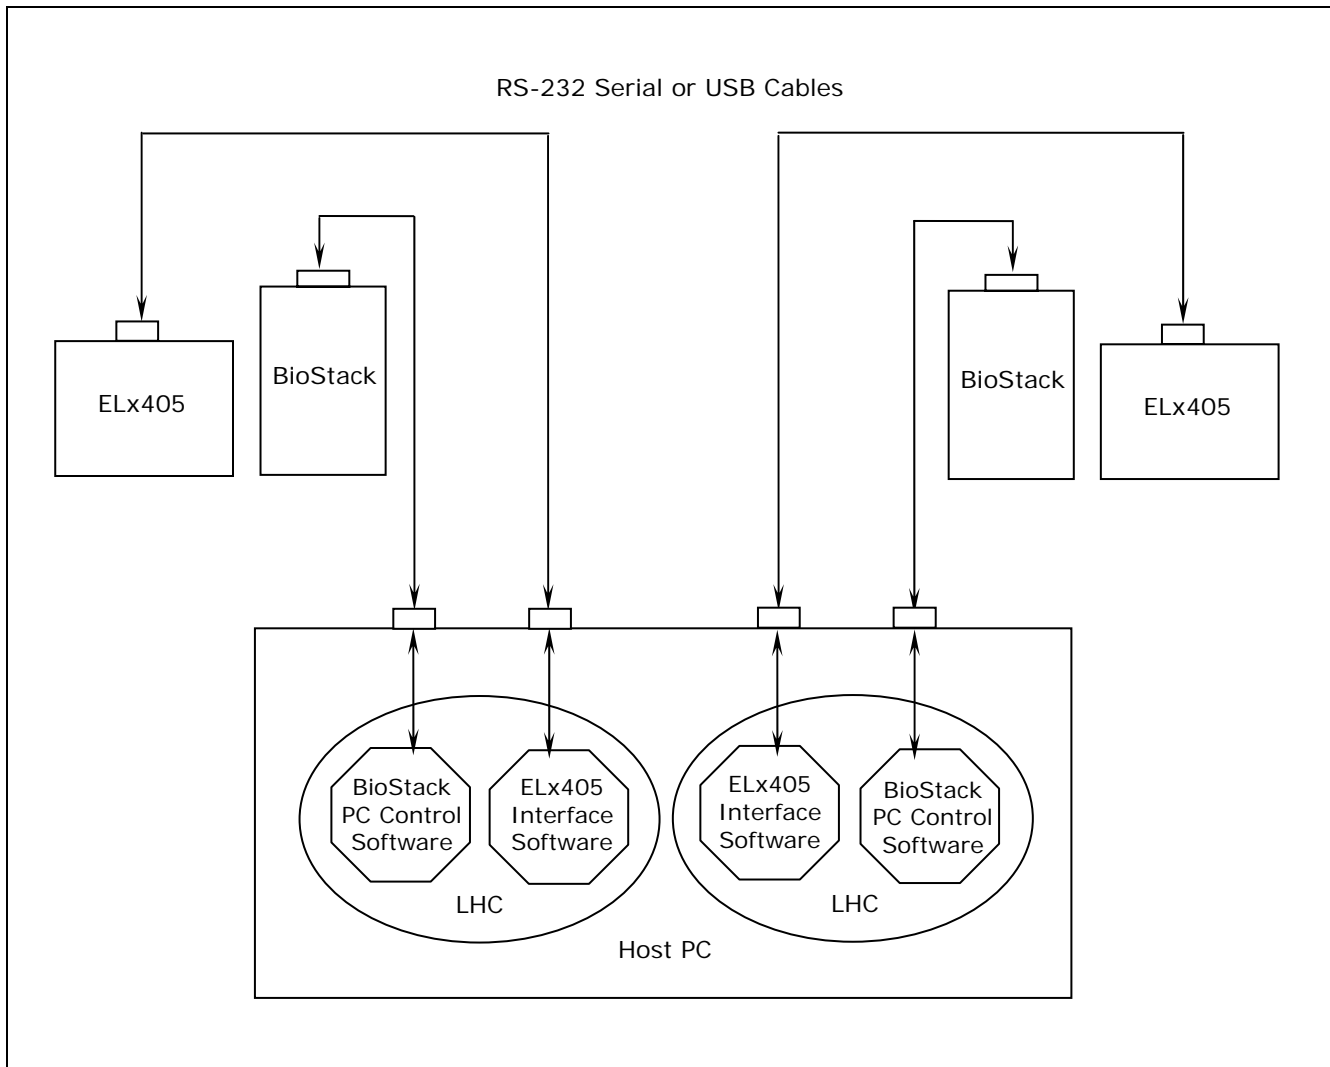 RS-232 Serial or USB Cables
ELx405
BioStack
BioStack
ELx405
BioStack
PC Control
Software
ELx405
Interface
Software
ELx405
Interface
Software
BioStack
PC Control
Software
LHC
LHC
Host PC